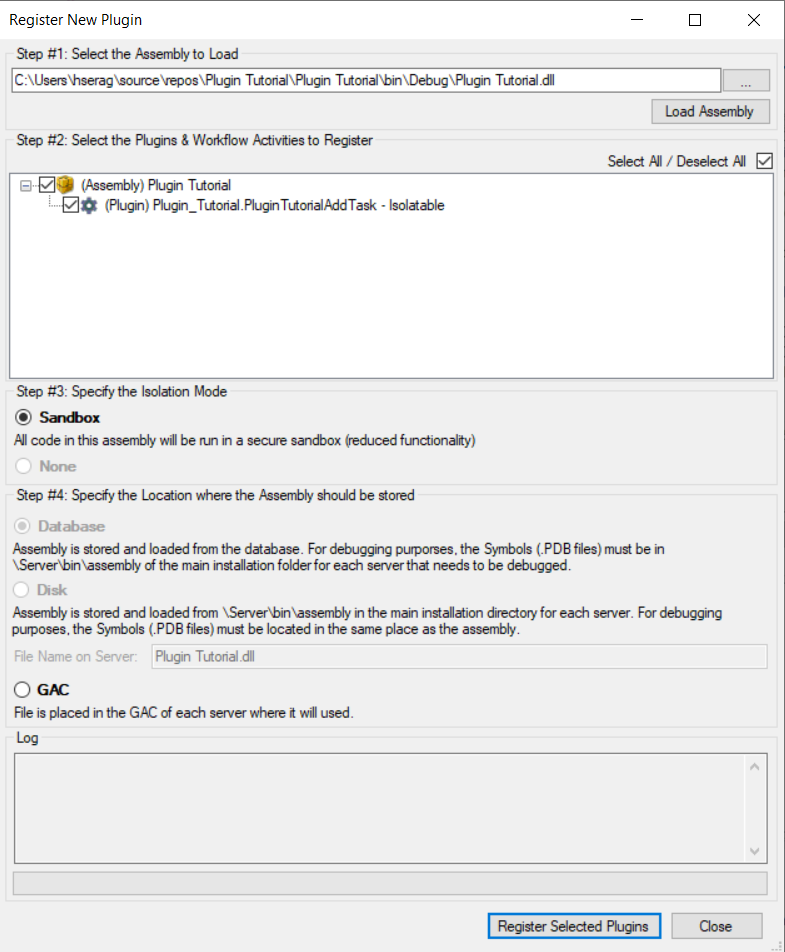 Register New Plugin
Step #1: Select the Assembly to Load
C:\Users\hserag\source\repos\Plugin Tutorial\Plugin Tutorial\bin\Debug\Plugin Tutorial.dll
...
Load Assembly
Step #2: Select the Plugins & Workflow Activities to Register
Select All / Deselect All
(Assembly) Plugin Tutorial
(Plugin) Plugin_Tutorial.PluginTutorialAddTask - Isolatable
Step #3: Specify the Isolation Mode
Sandbox
All code in this assembly will be run in a secure sandbox (reduced functionality)
None
Step #4: Specify the Location where the Assembly should be stored
Database
Assembly is stored and loaded from the database. For debugging purporses, the Symbols (.PDB files) must be in
\Server\bin\assembly of the main installation folder for each server that needs to be debugged.
Disk
Assembly is stored and loaded from \Server\bin\assembly in the main installation directory for each server. For debugging
purposes, the Symbols (.PDB files) must be located in the same place as the assembly.
File Name on Server: Plugin Tutorial.dll
GAC
File is placed in the GAC of each server where it will used.
Log
Register Selected Plugins Close